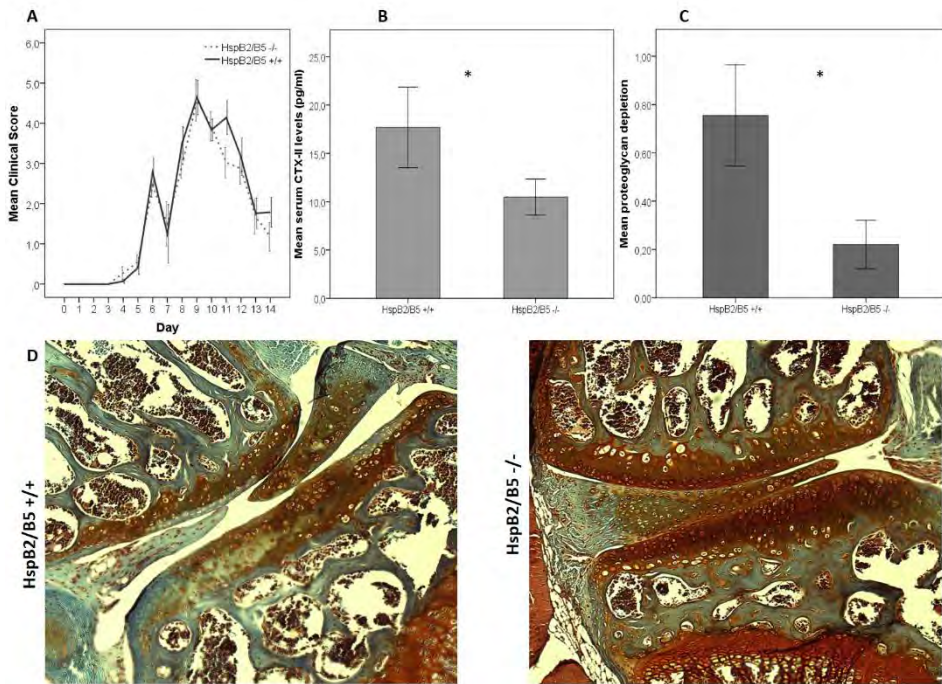 A
HspB2/B5 -/-
HspB2/B5 +/+
Mean Clinical Score
6,0
5,0
4,0
3,0
2,0
1,0
,0
0 1 2 3 4 5 6 7 8 9 10 11 12 13 14
Day
B
Mean serum CTX-II levels (pg/ml)
25,0
20,0
15,0
10,0
5,0
,0
*
HspB2/B5 +/+ HspB2/B5 -/-
C
Mean proteoglycan depletion
1,00
0,80
0,60
0,40
0,20
0,00
*
HspB2/B5 +/+ HspB2/B5 -/-
D
HspB2/B5 +/+
HspB2/B5 -/-